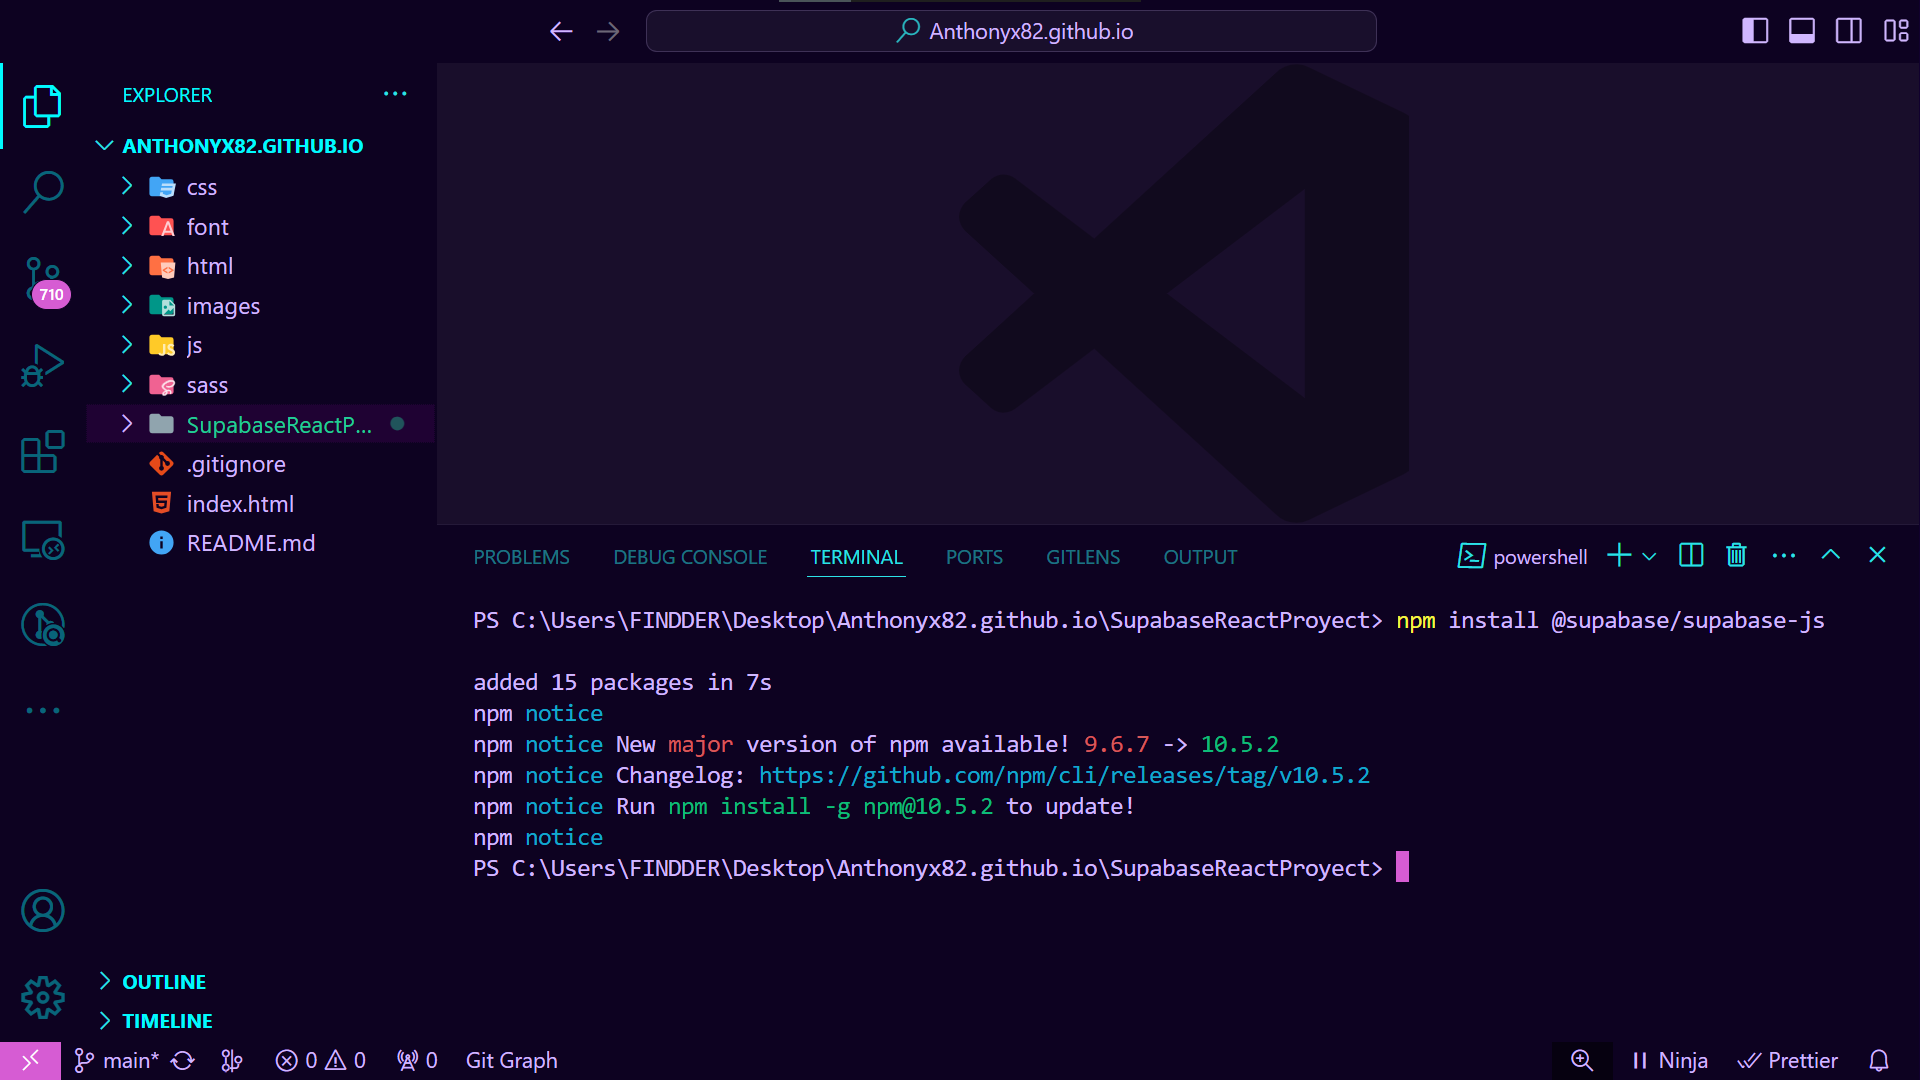 Anthonyx82.github.io
EXPLORER
ANTHONYX82.GITHUB.IO
css
font
html
images
js
sass
SupabaseReactP...
.gitignore
index.html
README.md
710
OUTLINE
TIMELINE
PROBLEMS
DEBUG CONSOLE
TERMINAL
PORTS
GITLENS
OUTPUT
powershell
PS C:\Users\FINDDER\Desktop\Anthonyx82.github.io\SupabaseReactProyect> npm install @supabase/supabase-js
added 15 packages in 7s
npm notice
npm notice New major version of npm available! 9.6.7 -> 10.5.2
npm notice Changelog: https://github.com/npm/cli/releases/tag/v10.5.2
npm notice Run npm install -g npm@10.5.2 to update!
npm notice
PS C:\Users\FINDDER\Desktop\Anthonyx82.github.io\SupabaseReactProyect>
main*
0
0
0
Git Graph
Ninja
Prettier